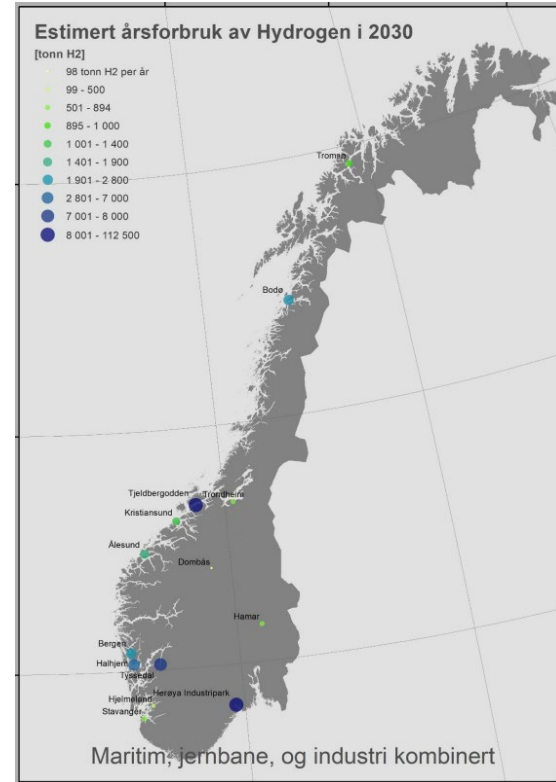 Estimert årsforbruk av Hydrogen i 2030
[tonn H2]
98 tonn H2 per år
99 - 500
501 - 894
895 - 1 000
1 001 - 1 400
1 401 - 1 900
1 901 - 2 800
2 801 - 7 000
7 001 - 8 000
8 001 - 112 500
Tromsø
Bodø
Tjeldbergodden
Trondheim
Kristiansund
Ålesund
Dombås
Hamar
Bergen
Halhjem
Tyssedal
Hjelmeland
Herøya Industripark
Stavanger
Maritim, jernbane, og industri kombinert